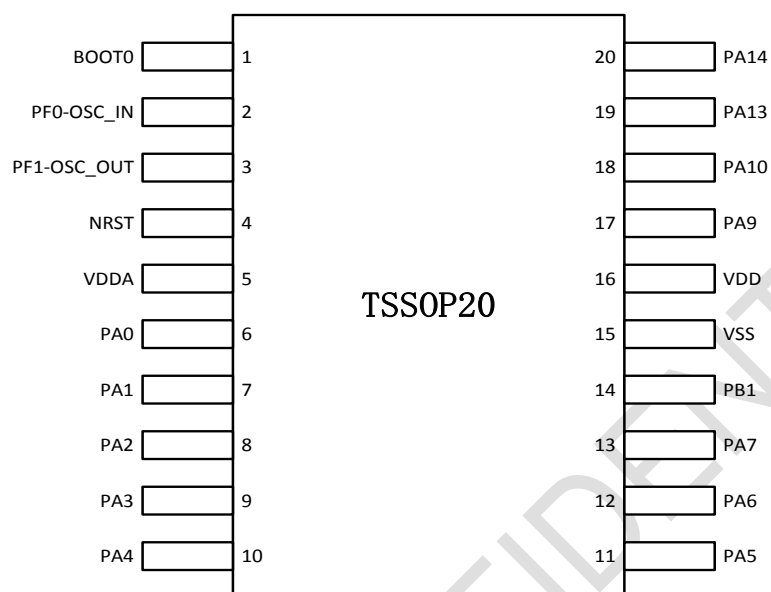 BOOT0 1 20 PA14
PF0-OSC_IN 2 19 PA13
PF1-OSC_OUT 3 18 PA10
NRST 4 17 PA9
VDDA 5 16 VDD
TSSOP20
PA0 6 15 VSS
PA1 7 14 PB1
PA2 8 13 PA7
PA3 9 12 PA6
PA4 10 11 PA5